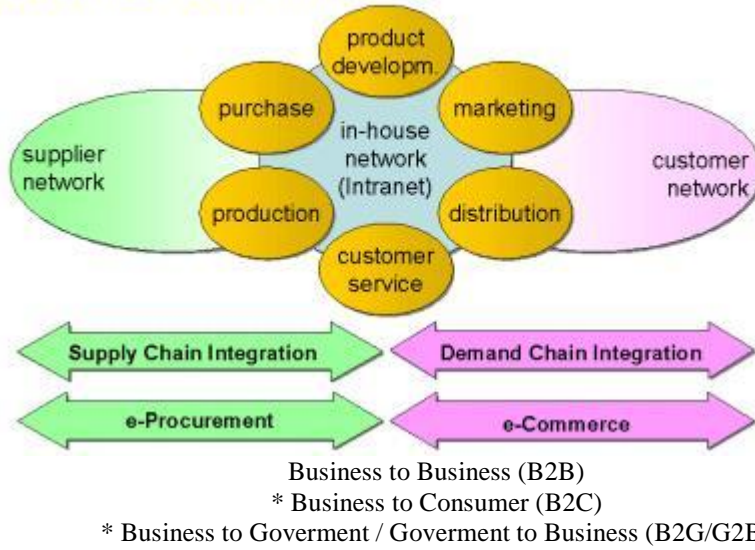 product
developm.
purchase
marketing
in-house
network
(Intranet)
supplier
network
customer
network
production
distribution
customer
service
Supply Chain Integration
Demand Chain Integration
e-Procurement
e-Commerce
Business to Business (B2B)
* Business to Consumer (B2C)
* Business to Goverment / Goverment to Business (B2G/G2B